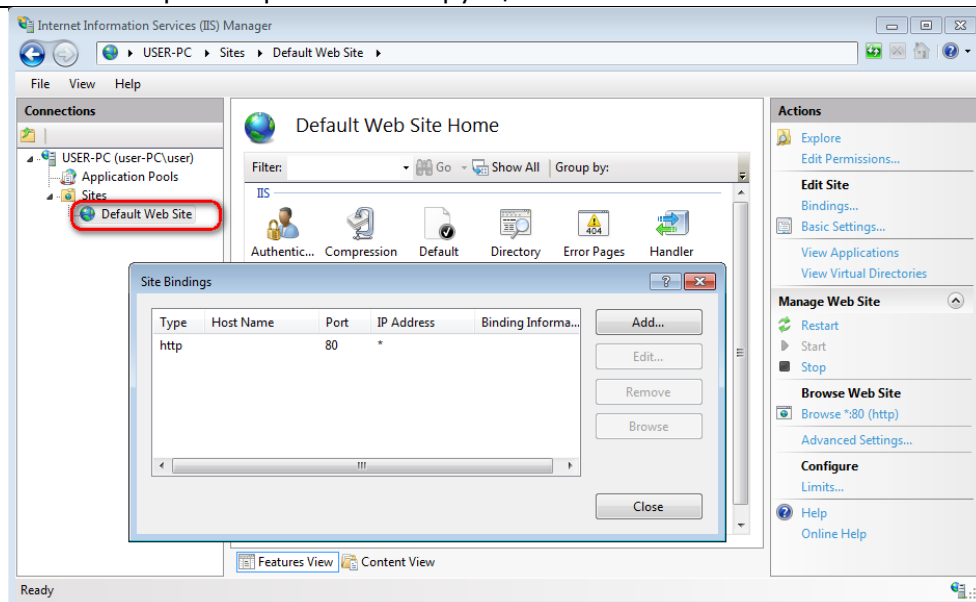 Internet Information Services (IIS) Manager
USER-PC Sites Default Web Site
File View Help
Connections
USER-PC (user-PC\user)
Application Pools
Sites
Default Web Site
Default Web Site Home
Filter: Go Show All Group by:
IIS
Authentic... Compression Default Directory Error Pages Handler
404
Site Bindings
Type Host Name Port IP Address Binding Informa...
http 80 *
Add...
Edit...
Remove
Browse
Close
Features View Content View
Actions
Explore
Edit Permissions...
Edit Site
Bindings...
Basic Settings...
View Applications
View Virtual Directories
Manage Web Site
Restart
Start
Stop
Browse Web Site
Browse *:80 (http)
Advanced Settings...
Configure
Limits...
Help
Online Help
Ready